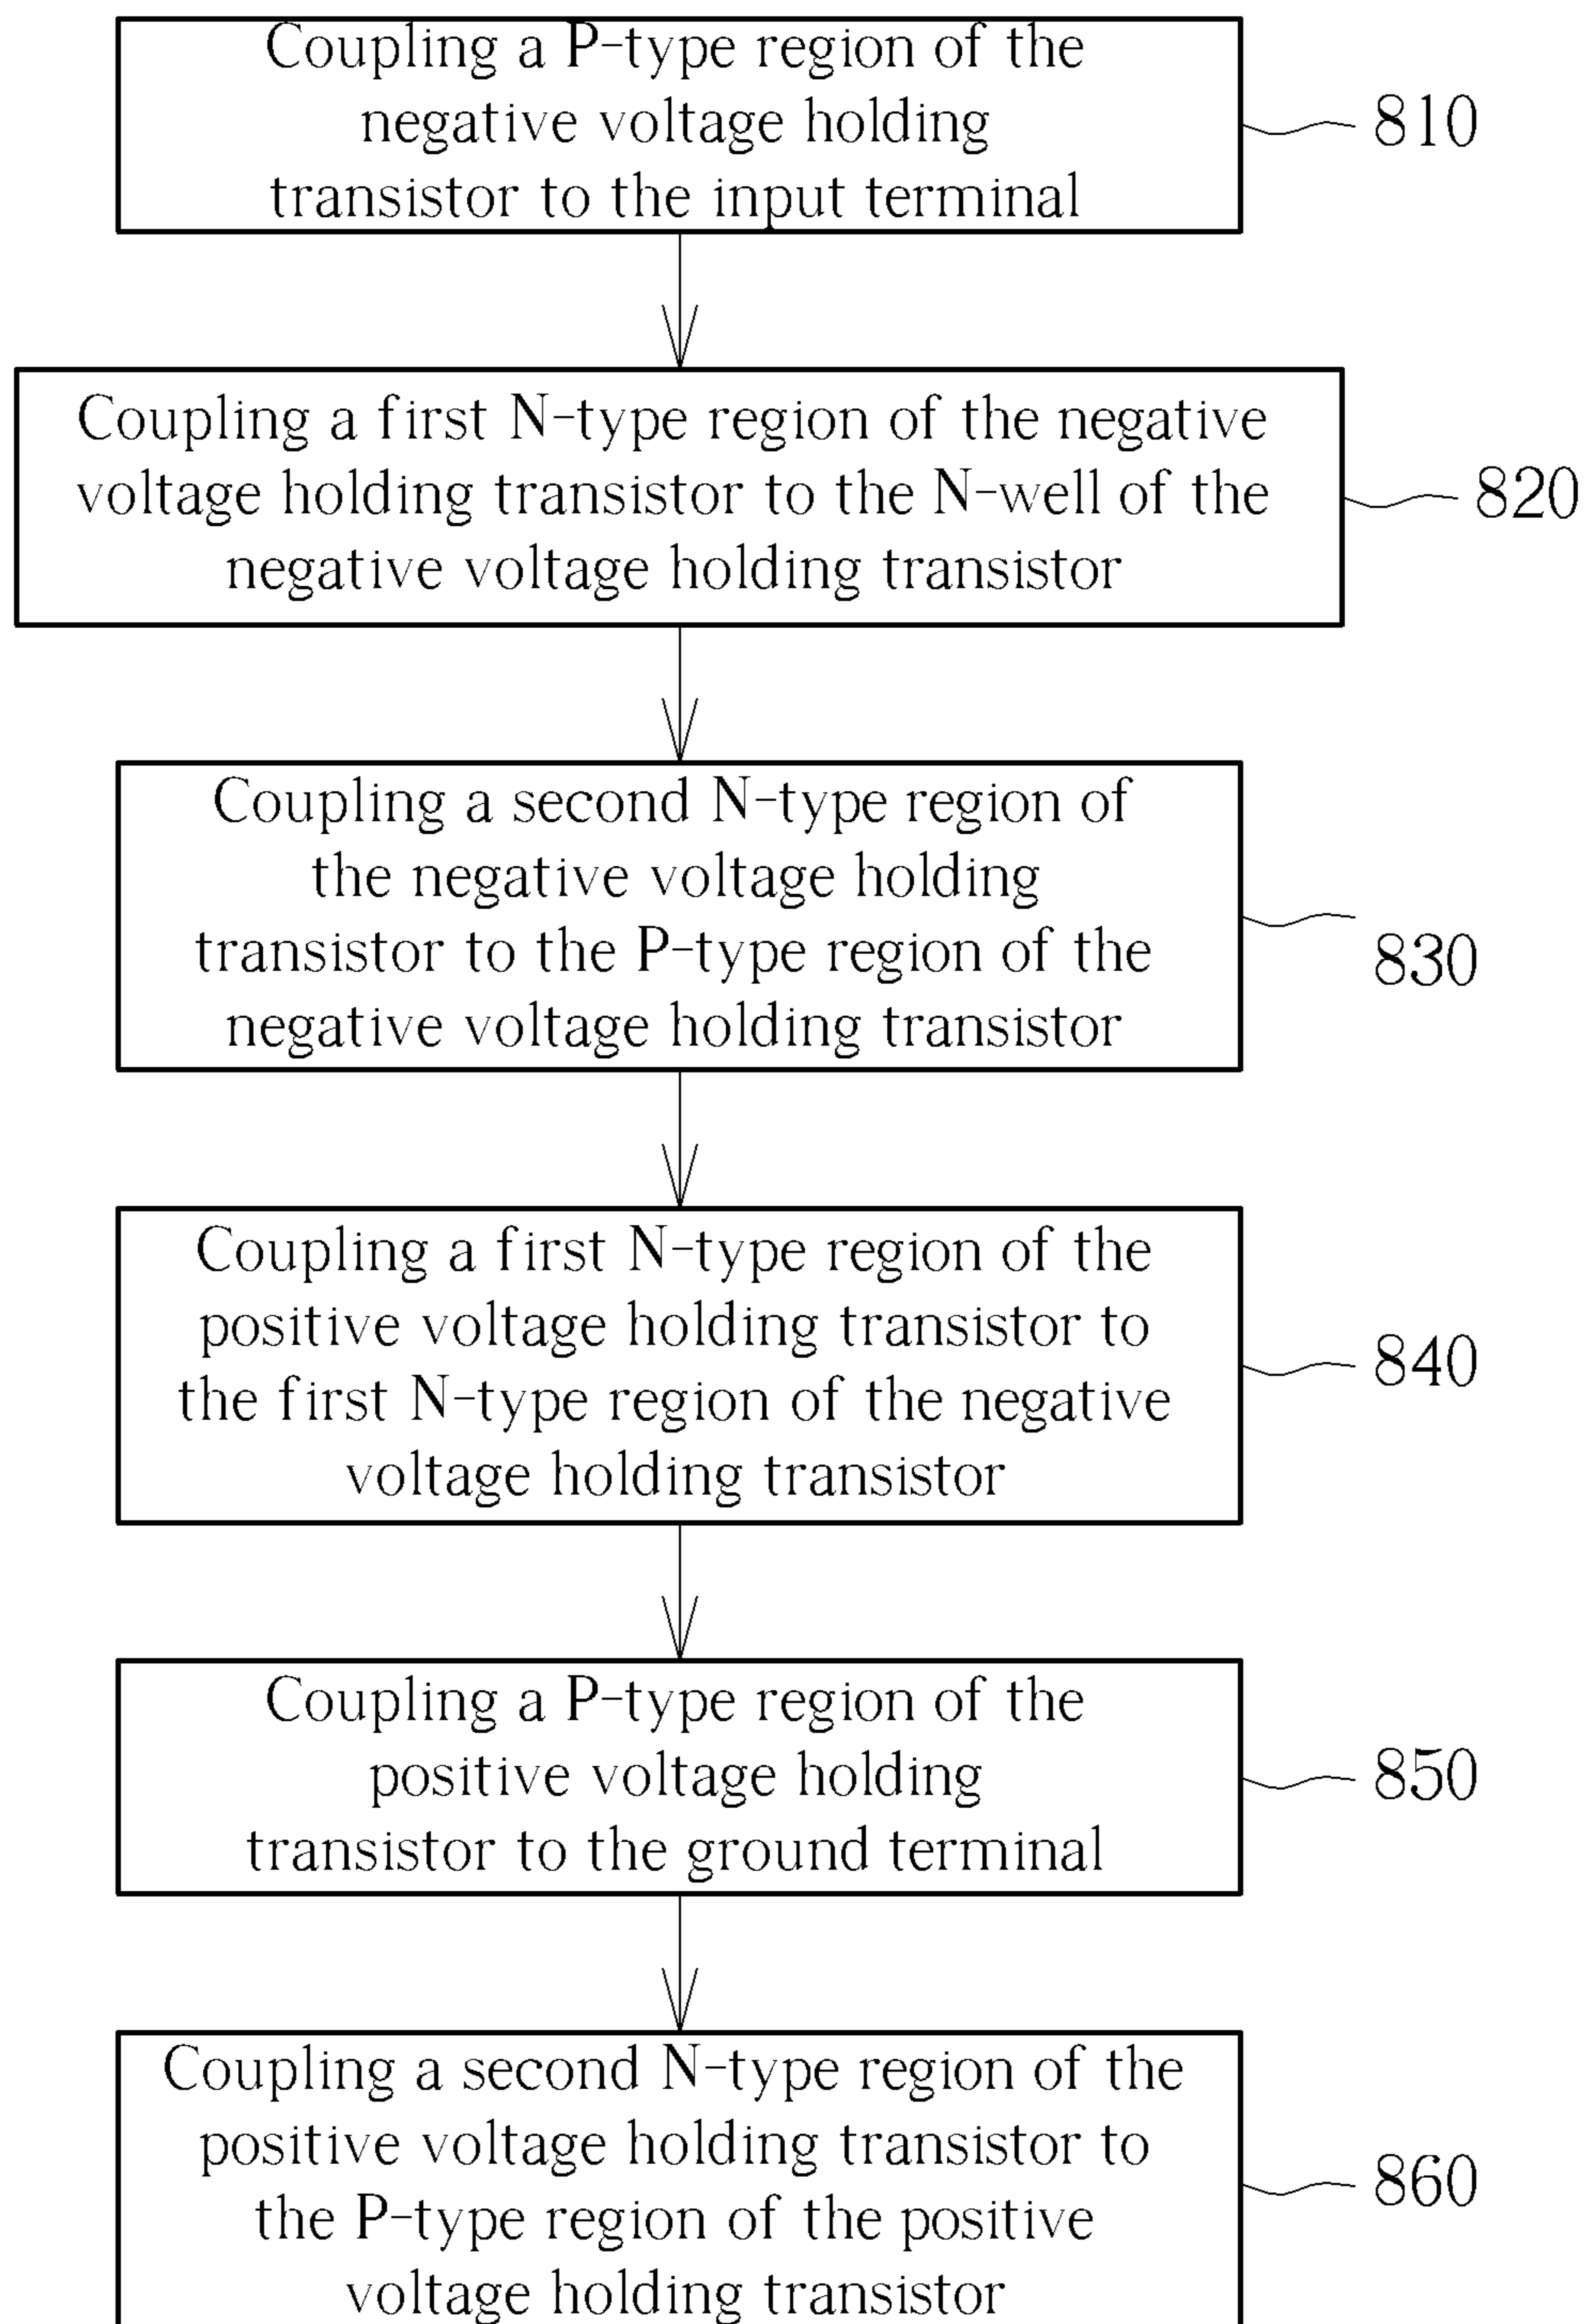 Coupling a P-type region of the
negative voltage holding
transistor to the input terminal
810
Coupling a first N-type region of the negative
voltage holding transistor to the N-well of the
negative voltage holding transistor
820
Coupling a second N-type region of
the negative voltage holding
transistor to the P-type region of the
negative voltage holding transistor
830
Coupling a first N-type region of the
positive voltage holding transistor to
the first N-type region of the negative
voltage holding transistor
840
Coupling a P-type region of the
positive voltage holding
transistor to the ground terminal
850
Coupling a second N-type region of the
positive voltage holding transistor to
the P-type region of the positive
voltage holding transistor
860